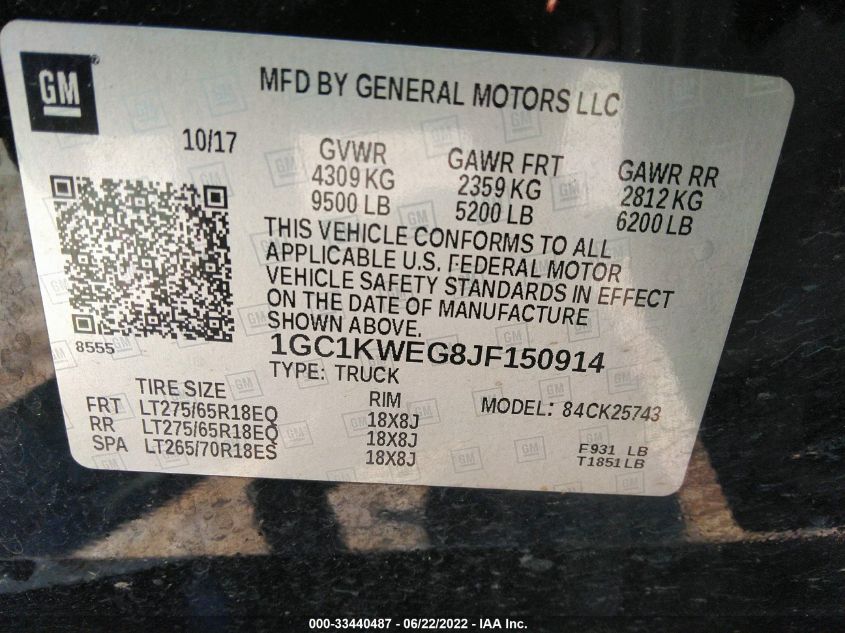 GM
MFD BY GENERAL MOTORS LLC
10/17
GVWR GAWR FRT GAWR RR
4309 KG 2359 KG 2812 KG
9500 LB 5200 LB 6200 LB
THIS VEHICLE CONFORMS TO ALL
APPLICABLE U.S. FEDERAL MOTOR
VEHICLE SAFETY STANDARDS IN EFFECT
ON THE DATE OF MANUFACTURE
SHOWN ABOVE.
8555
1GC1KWEG8JF150914
TYPE: TRUCK
TIRE SIZE RIM MODEL: 84CK25743
FRT LT275/65R18EQ 18X8J
RR LT275/65R18EQ 18X8J
SPA LT265/70R18ES 18X8J
F931 LB
T1851LB
000-33440487 - 06/22/2022 - IAA Inc.